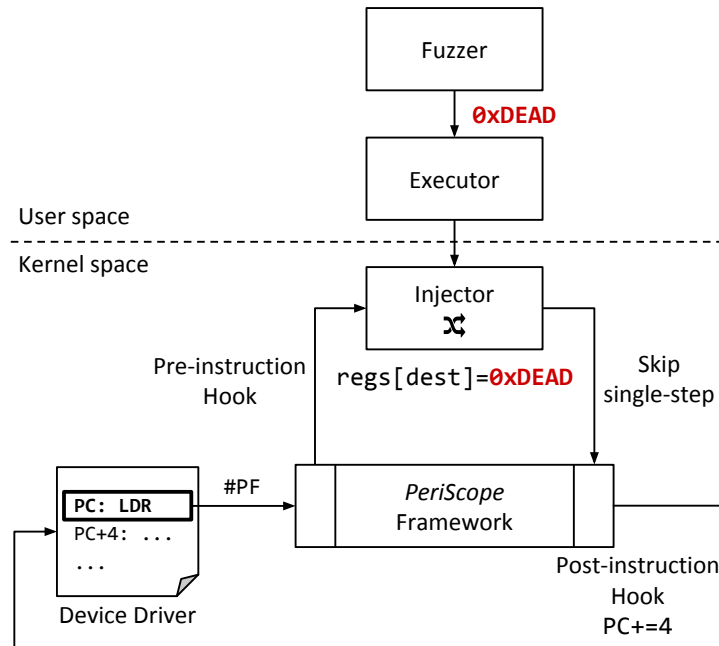 Fuzzer
0xDEAD
Executor
User space
Kernel space
Injector
Pre-instruction
Hook
regs[dest]=0xDEAD
Skip
single-step
#PF
PeriScope
Framework
PC: LDR
PC+4: ...
...
Device Driver
Post-instruction
Hook
PC+=4